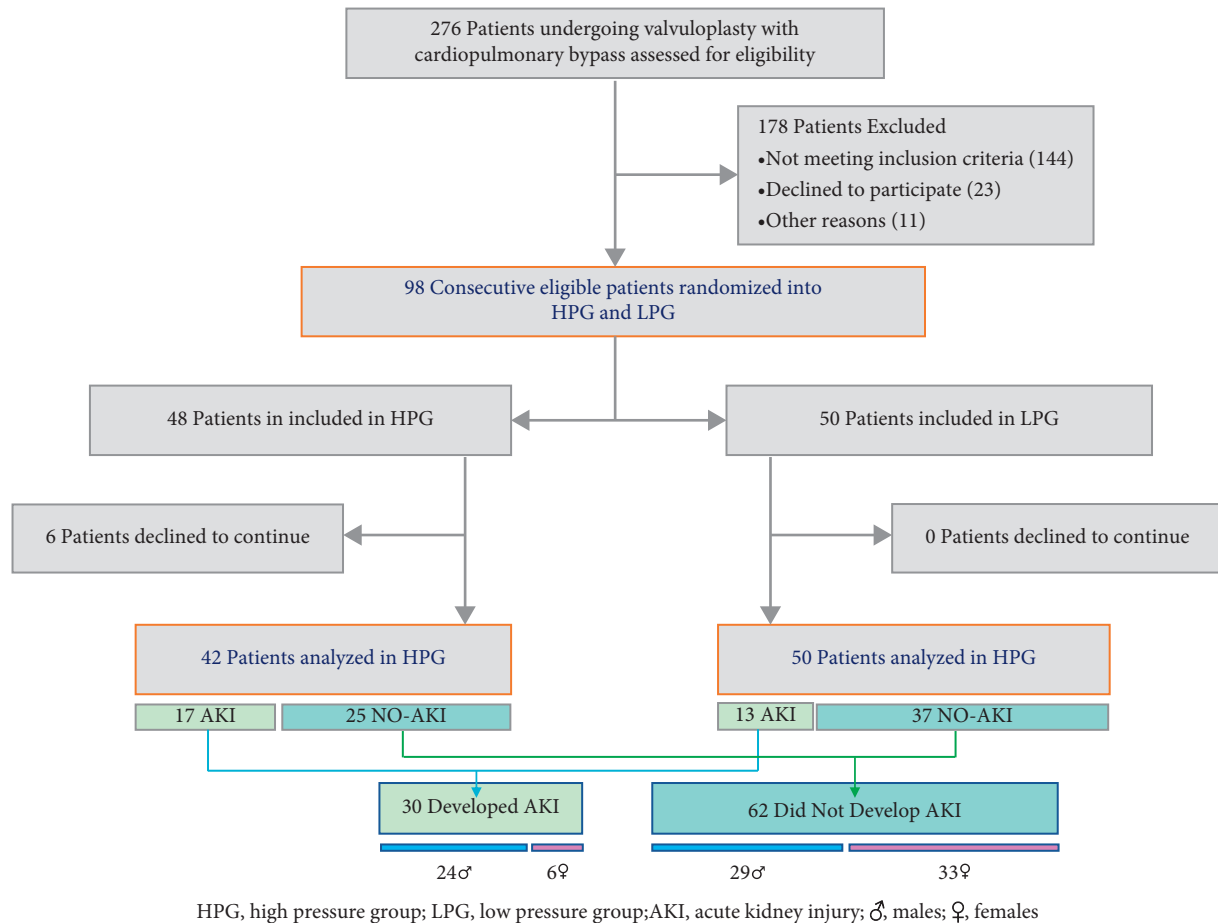 276 Patients undergoing valvuloplasty with
cardiopulmonary bypass assessed for eligibility
178 Patients Excluded
•Not meeting inclusion criteria (144)
•Declined to participate (23)
•Other reasons (11)
98 Consecutive eligible patients randomized into
HPG and LPG
48 Patients in included in HPG
50 Patients included in LPG
6 Patients declined to continue
0 Patients declined to continue
42 Patients analyzed in HPG
50 Patients analyzed in HPG
17 AKI
25 NO-AKI
13 AKI
37 NO-AKI
30 Developed AKI
62 Did Not Develop AKI
24♂
6♀
29♂
33♀
HPG, high pressure group; LPG, low pressure group;AKI, acute kidney injury; ♂, males; ♀, females